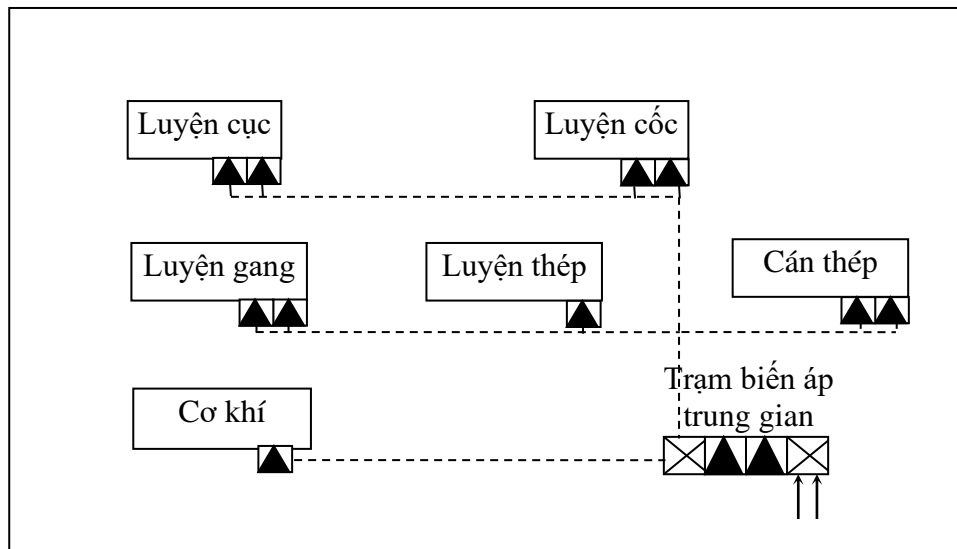 Luyện cục
Luyện cốc
Luyện gang
Luyện thép
Cán thép
Trạm biến áp
trung gian
Cơ khí